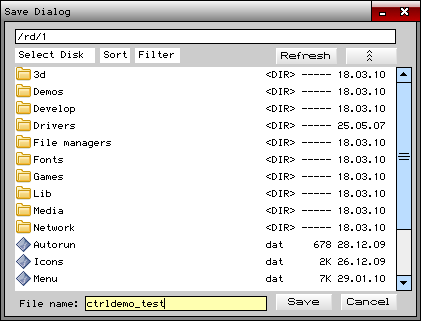 Save Dialog
/rd/1
Select Disk Sort Filter Refresh
3d <DIR> ----- 18.03.10
Demos <DIR> ----- 18.03.10
Develop <DIR> ----- 18.03.10
Drivers <DIR> ----- 25.05.07
File managers <DIR> ----- 18.03.10
Fonts <DIR> ----- 18.03.10
Games <DIR> ----- 18.03.10
Lib <DIR> ----- 18.03.10
Media <DIR> ----- 18.03.10
Network <DIR> ----- 18.03.10
Autorun dat 678 28.12.09
Icons dat 2K 26.12.09
Menu dat 7K 29.01.10
File name: ctrldemo_test Save Cancel